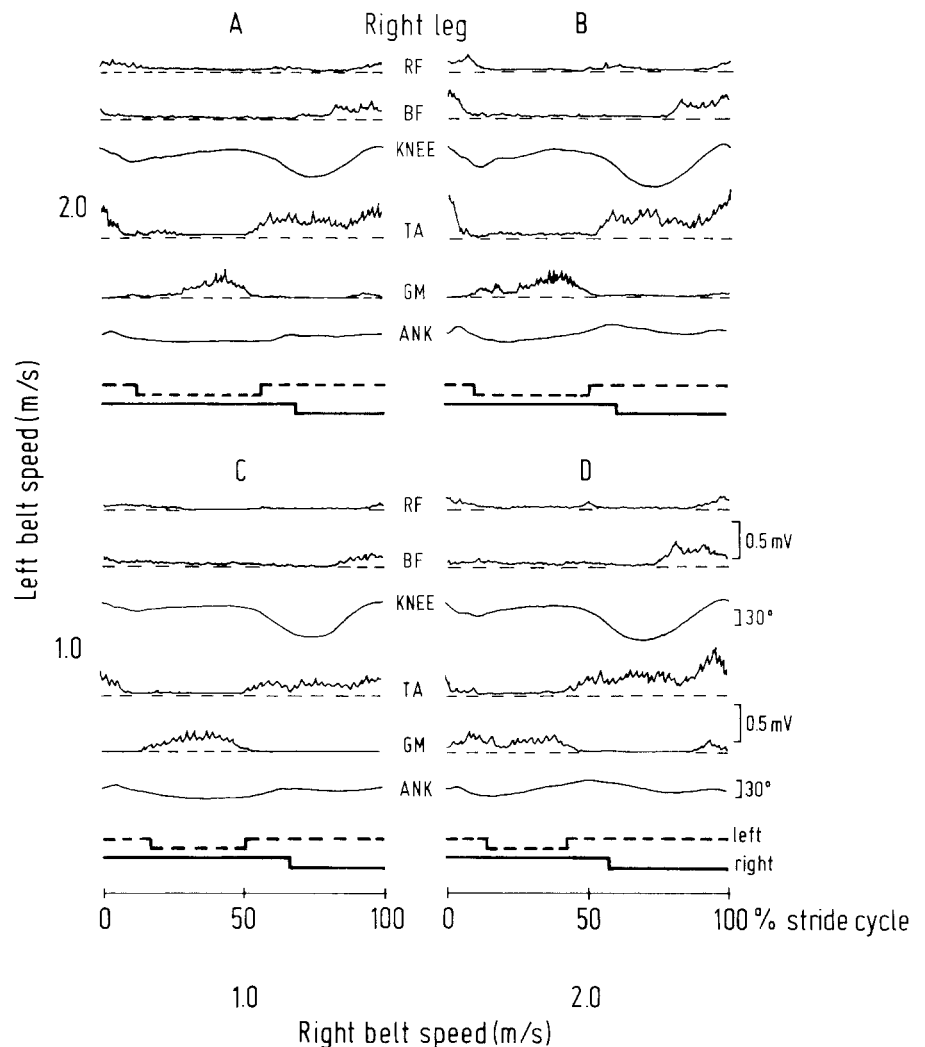 A Right leg B
RF
BF
KNEE
2.0
TA
GM
ANK
Left belt speed (m/s)
C D
RF
BF
0.5 mV
KNEE
30°
1.0
TA
0.5 mV
GM
ANK
30°
left
right
0 50 100 0 50 100 % stride cycle
1.0 2.0
Right belt speed (m/s)